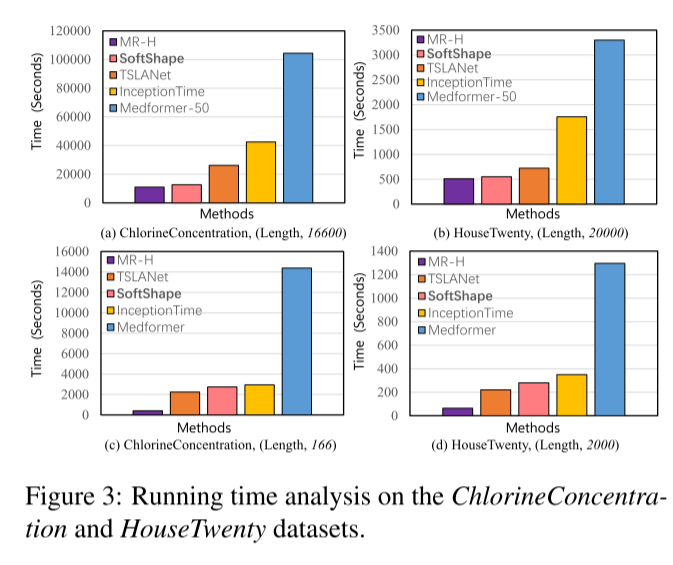 120000
100000
80000
60000
40000
20000
0
Time (Seconds)
MR-H
SoftShape
TSLANet
InceptionTime
Medformer-50
Methods
(a) ChlorineConcentration, (Length, 16600)
3500
3000
2500
2000
1500
1000
500
0
Time (Seconds)
MR-H
SoftShape
TSLANet
InceptionTime
Medformer-50
Methods
(b) HouseTwenty, (Length, 20000)
16000
14000
12000
10000
8000
6000
4000
2000
0
Time (Seconds)
MR-H
TSLANet
SoftShape
InceptionTime
Medformer
Methods
(c) ChlorineConcentration, (Length, 166)
1400
1200
1000
800
600
400
200
0
Time (Seconds)
MR-H
TSLANet
SoftShape
InceptionTime
Medformer
Methods
(d) HouseTwenty, (Length, 2000)
Figure 3: Running time analysis on the ChlorineConcentra-
tion and HouseTwenty datasets.